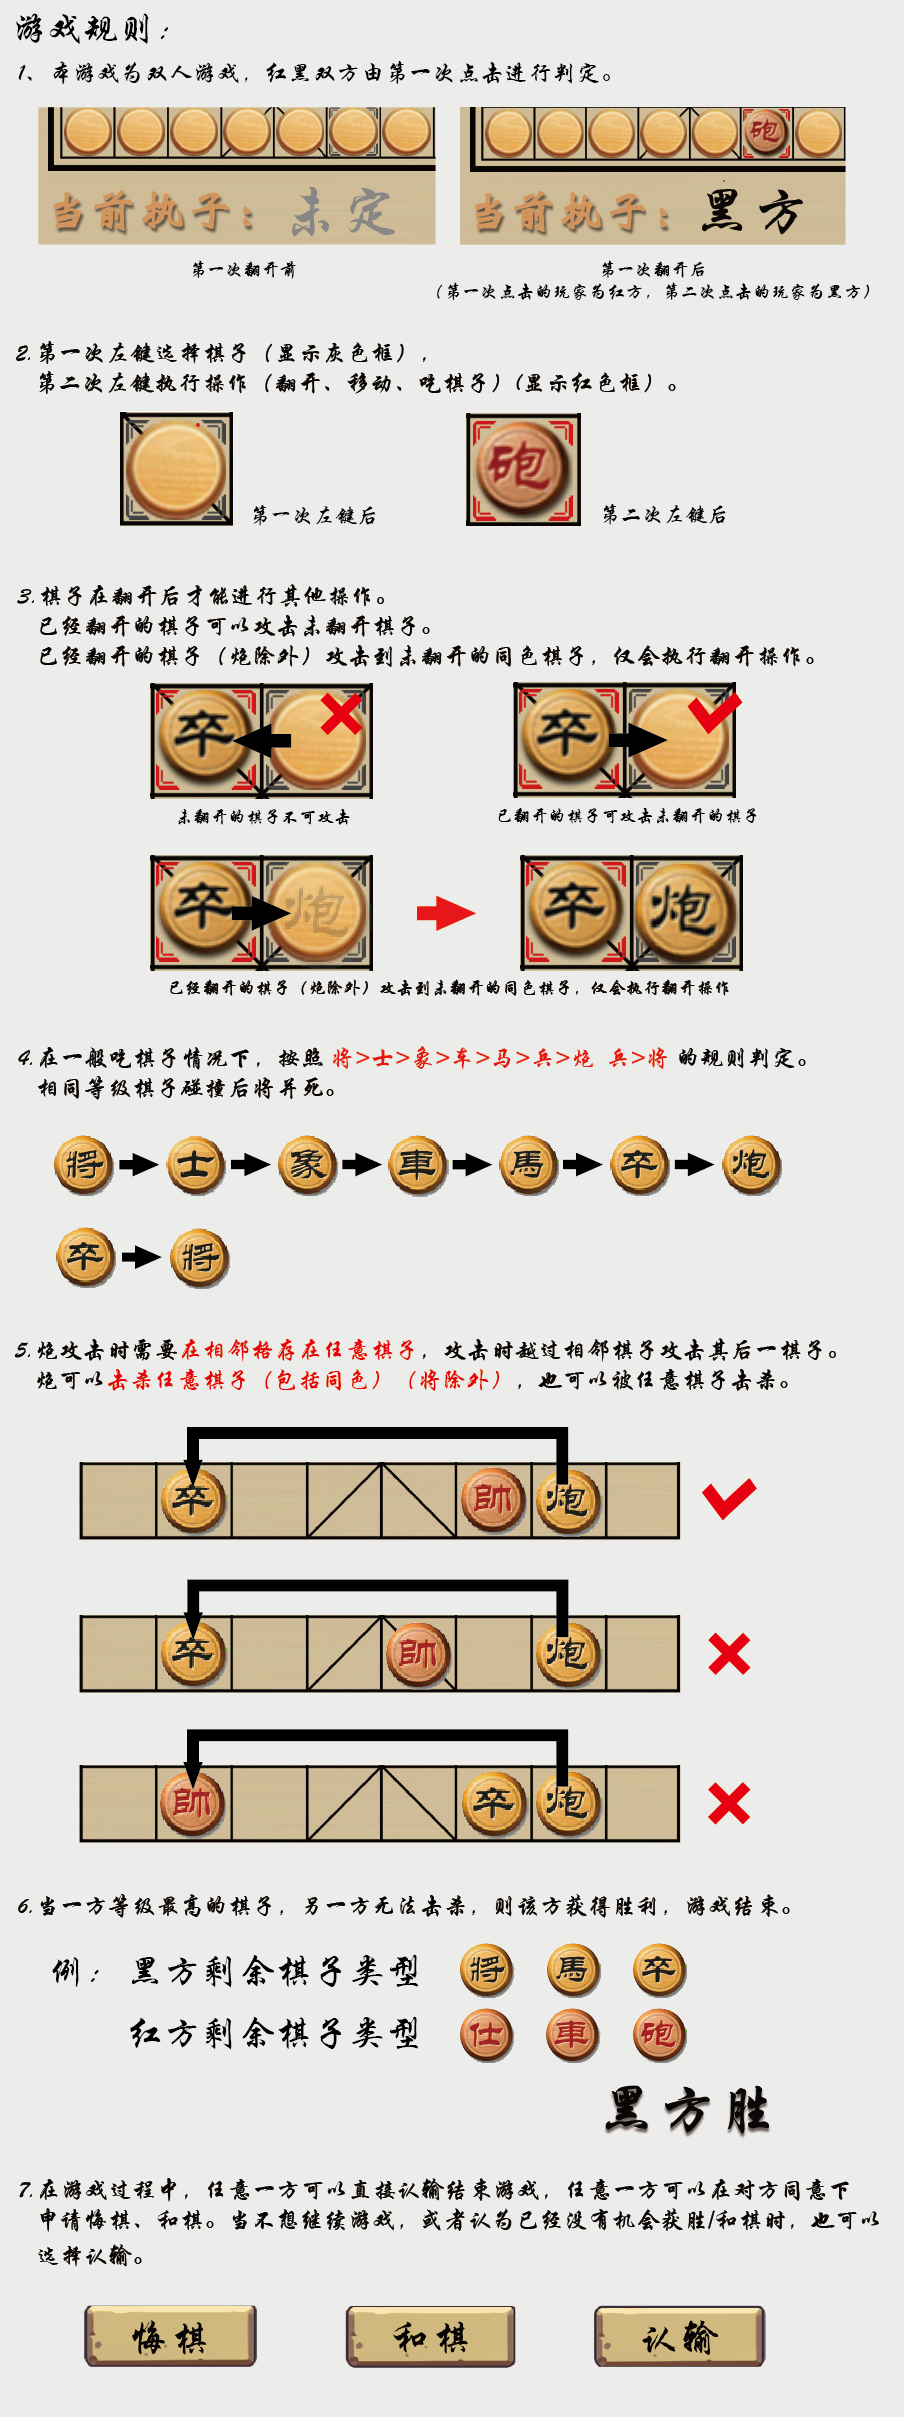 游戏规则：
1、本游戏为双人游戏，红黑双方由第一次点击进行判定。
砲
当前执子：未定
当前执子：黑方
第一次翻开前
第一次翻开后
（第一次点击的玩家为红方，第二次点击的玩家为黑方）
2.第一次左键选择棋子（显示灰色框），
第二次左键执行操作（翻开、移动、吃棋子）(显示红色框）。
砲
第一次左键后
第二次左键后
3.棋子在翻开后才能进行其他操作。
已经翻开的棋子可以攻击未翻开棋子。
已经翻开的棋子（炮除外）攻击到未翻开的同色棋子，仅会执行翻开操作。
卒 卒
未翻开的棋子不可攻击
已翻开的棋子可攻击未翻开的棋子
卒 炮 卒 炮
已经翻开的棋子（炮除外）攻击到未翻开的同色棋子，仅会执行翻开操作
4.在一般吃棋子情况下，按照 将>士>象>车>马>兵>炮 兵>将 的规则判定。
相同等级棋子碰撞后将并死。
將 士 象 車 馬 卒 炮
卒 將
5.炮攻击时需要在相邻格存在任意棋子，攻击时越过相邻棋子攻击其后一棋子。
炮可以击杀任意棋子（包括同色）（将除外），也可以被任意棋子击杀。
卒 帥 炮
卒 帥 炮
帥 卒 炮
6.当一方等级最高的棋子，另一方无法击杀，则该方获得胜利，游戏结束。
例：黑方剩余棋子类型 將 馬 卒
红方剩余棋子类型 仕 車 砲
黑方胜
7.在游戏过程中，任意一方可以直接认输结束游戏，任意一方可以在对方同意下
申请悔棋、和棋。当不想继续游戏，或者认为已经没有机会获胜/和棋时，也可以
选择认输。
悔棋 和棋 认输